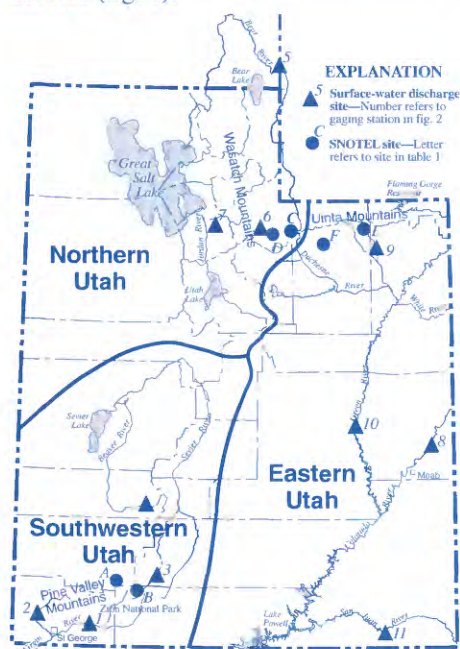 5
Bear River
Bear Lake
EXPLANATION
5
Surface-water discharge
site—Number refers to
gaging station in fig. 2
C
SNOTEL site—Letter
refers to site in table 1
Wasatch Mountains
Great
Salt
Lake
Flaming Gorge
Jordan River
6
C
D
Uinta Mountains
F
9
Northern
Utah
Duchesne
River
Utah
Lake
White River
Sevier
Lake
Beaver River
Sevier River
Green River
10
8
Moab
Eastern
Utah
Colorado River
Southwestern
Utah
A
3
B
Pine Valley
Mountains
Zion National Park
2
1
Virgin River
St George
Lake
Powell
San Juan River
11